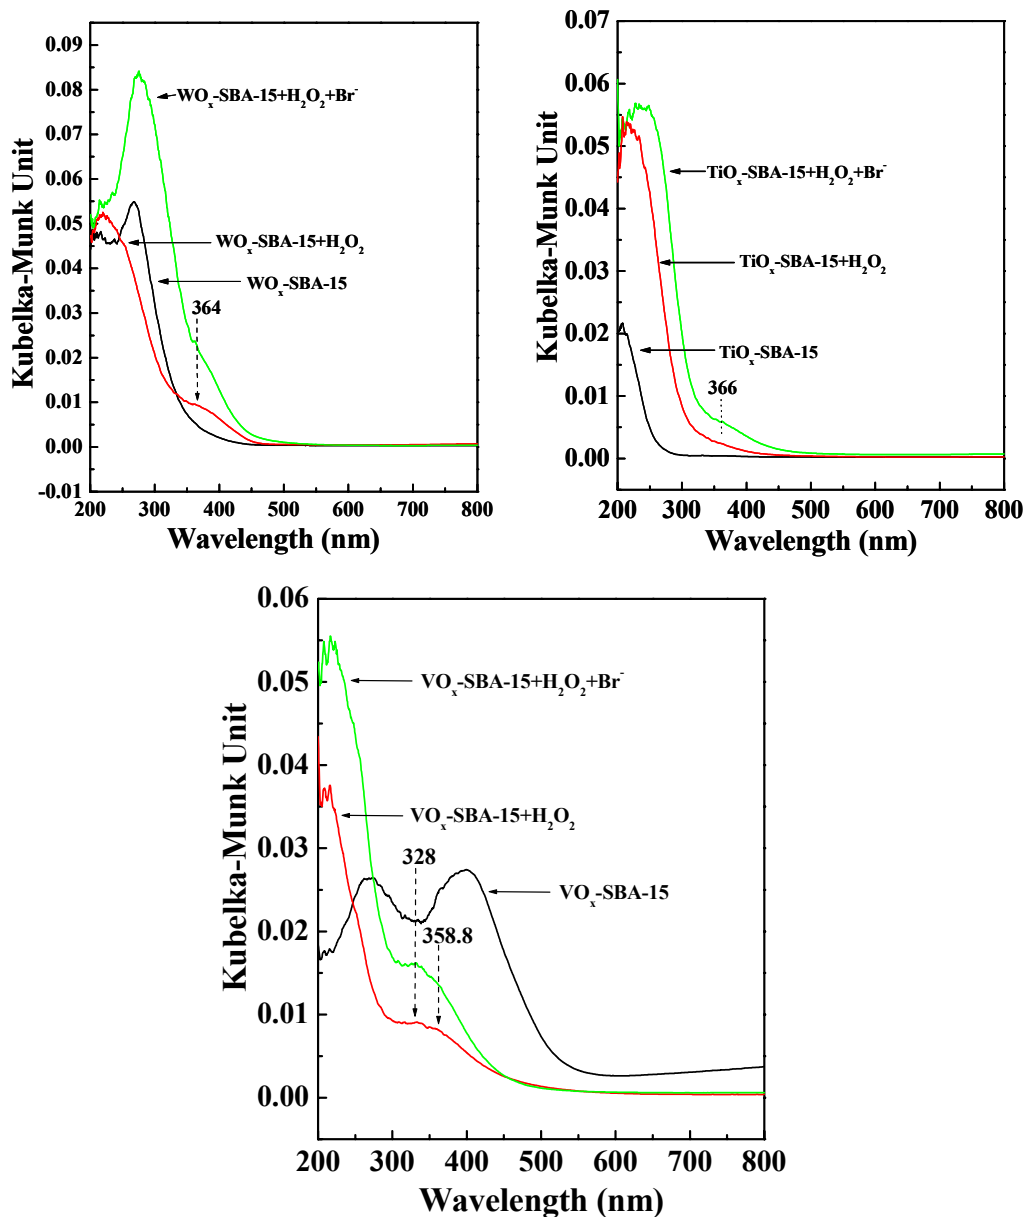 Kubelka-Munk Unit
0.09
0.08
0.07
0.06
0.05
0.04
0.03
0.02
0.01
0.00
-0.01
WOₓ-SBA-15+H₂O₂+Br⁻
WOₓ-SBA-15+H₂O₂
WOₓ-SBA-15
364
200 300 400 500 600 700 800
Wavelength (nm)
Kubelka-Munk Unit
0.07
0.06
0.05
0.04
0.03
0.02
0.01
0.00
TiOₓ-SBA-15+H₂O₂+Br⁻
TiOₓ-SBA-15+H₂O₂
TiOₓ-SBA-15
366
200 300 400 500 600 700 800
Wavelength (nm)
Kubelka-Munk Unit
0.06
0.05
0.04
0.03
0.02
0.01
0.00
VOₓ-SBA-15+H₂O₂+Br⁻
VOₓ-SBA-15+H₂O₂
328
VOₓ-SBA-15
358.8
200 300 400 500 600 700 800
Wavelength (nm)